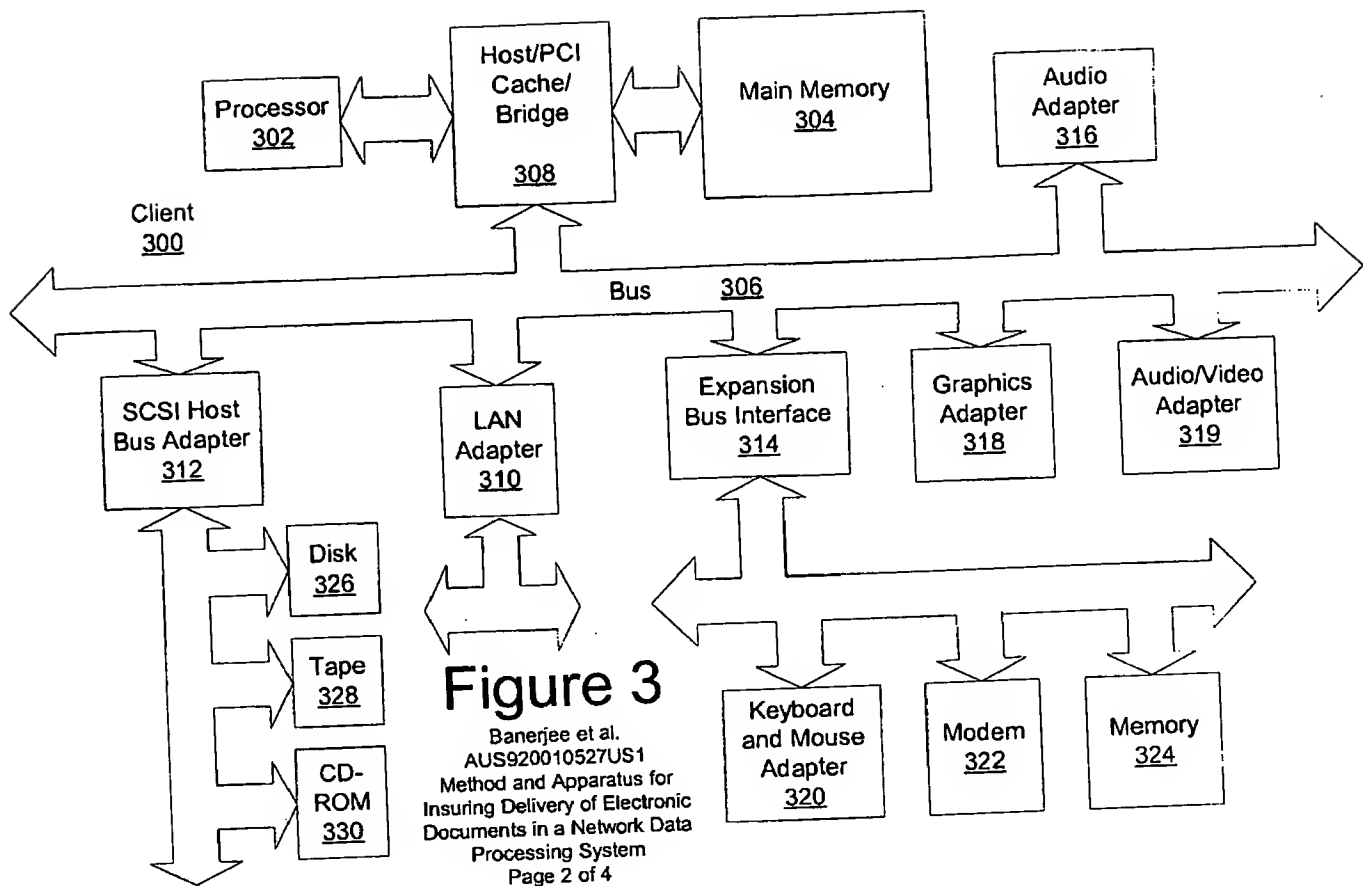 Processor
302
Host/PCI
Cache/
Bridge
308
Main Memory
304
Audio
Adapter
316
Client
300
Bus 306
SCSI Host
Bus Adapter
312
LAN
Adapter
310
Expansion
Bus Interface
314
Graphics
Adapter
318
Audio/Video
Adapter
319
Disk
326
Tape
328
CD-
ROM
330
Keyboard
and Mouse
Adapter
320
Modem
322
Memory
324
Figure 3
Banerjee et al.
AUS920010527US1
Method and Apparatus for
Insuring Delivery of Electronic
Documents in a Network Data
Processing System
Page 2 of 4